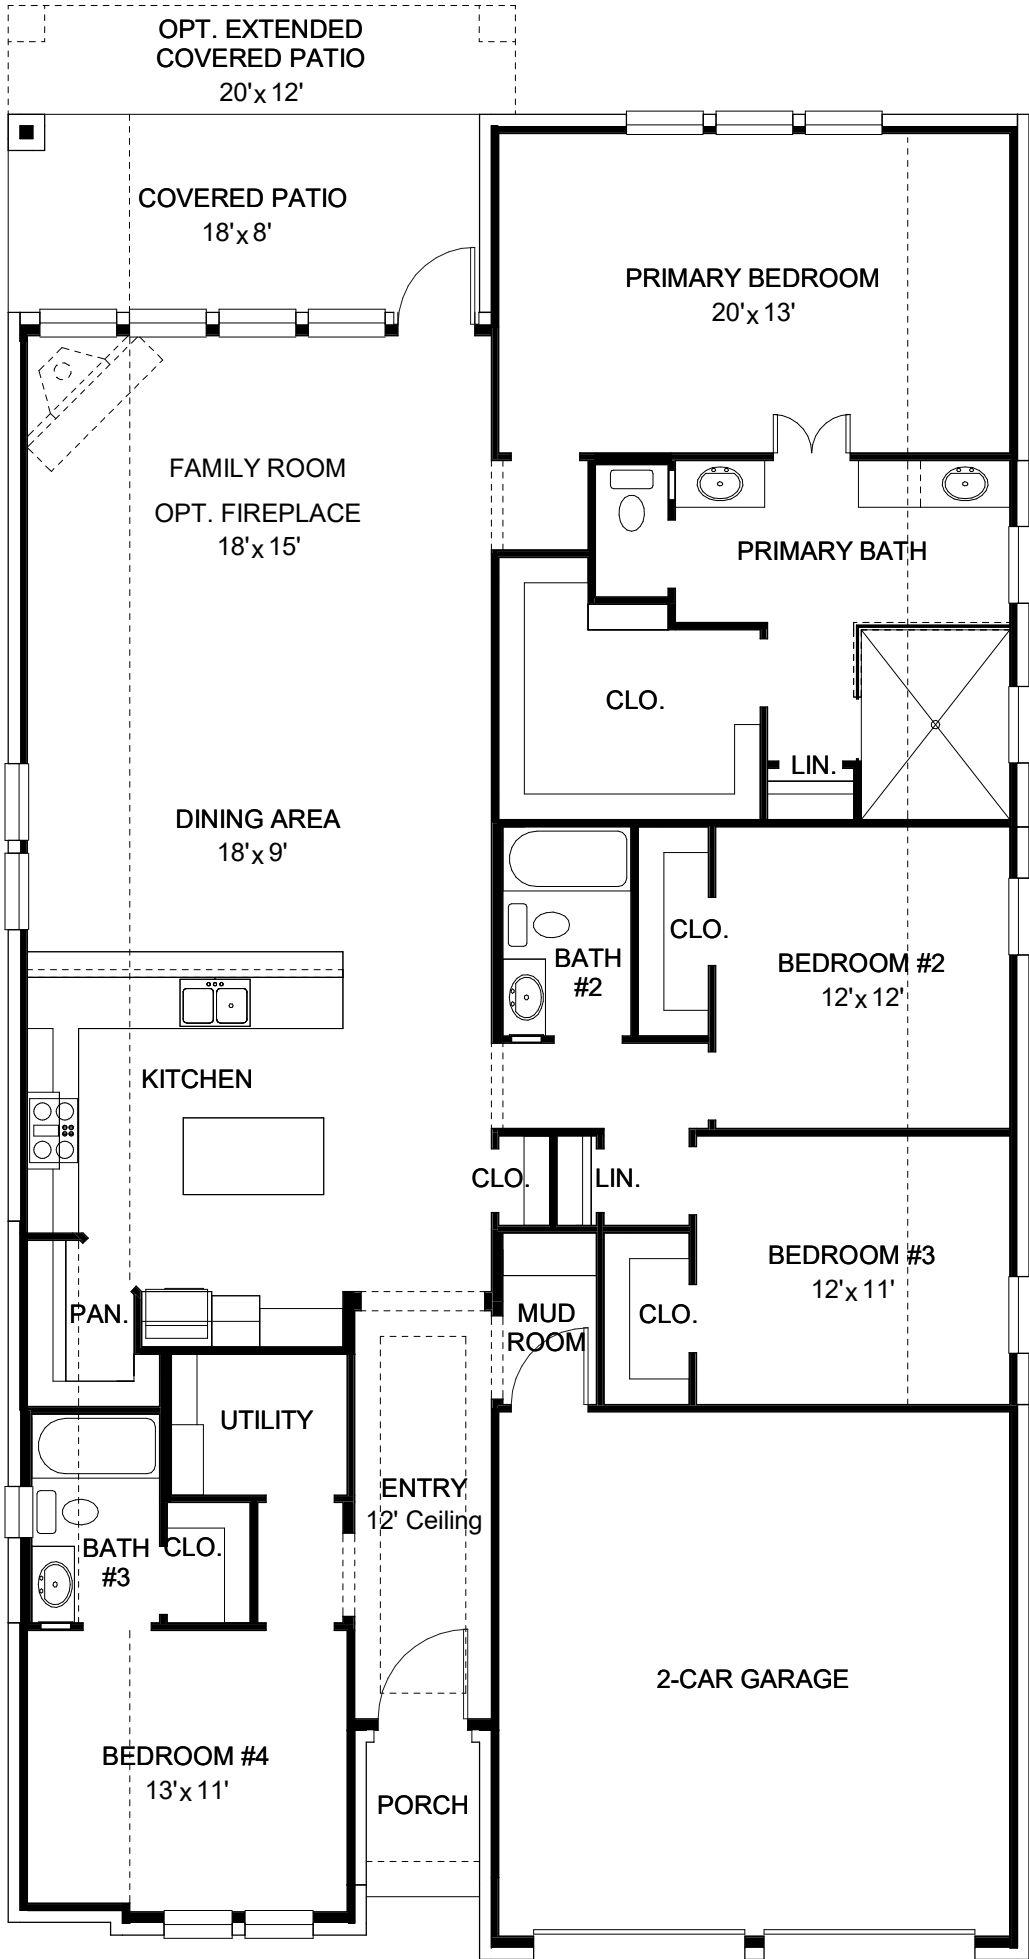 OPT. EXTENDED
COVERED PATIO
20'x 12'
COVERED PATIO
18'x 8'
PRIMARY BEDROOM
20'x 13'
FAMILY ROOM
OPT. FIREPLACE
18'x 15'
PRIMARY BATH
CLO.
LIN.
DINING AREA
18'x 9'
CLO.
BATH
#2
BEDROOM #2
12'x 12'
KITCHEN
CLO.
LIN.
BEDROOM #3
12'x 11'
PAN.
MUD
ROOM
CLO.
UTILITY
ENTRY
12' Ceiling
BATH
#3
CLO.
2-CAR GARAGE
BEDROOM #4
13'x 11'
PORCH